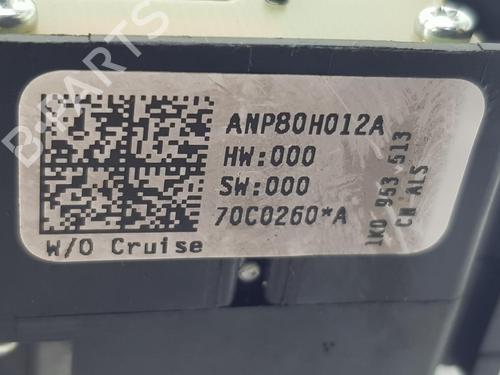 ANP80H012A
HW:000
SW:000
70C0260*A
W/O Cruise
1K0 953 513
CN ALS
B-PARTS